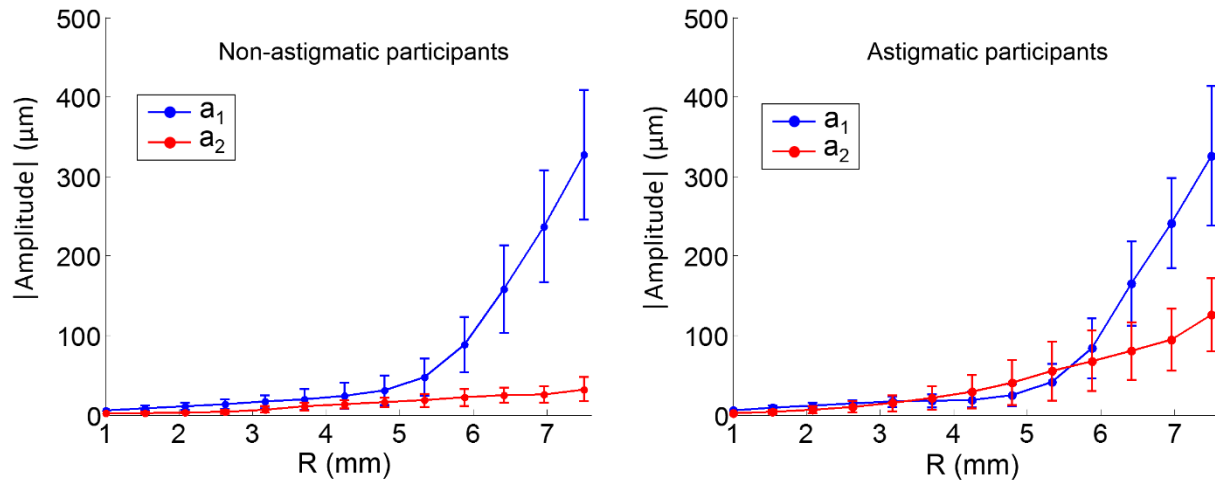 500
400
300
200
100
0
|Amplitude| (μm)
Non-astigmatic participants
a1
a2
1 2 3 4 5 6 7
R (mm)
500
400
300
200
100
0
|Amplitude| (μm)
Astigmatic participants
a1
a2
1 2 3 4 5 6 7
R (mm)